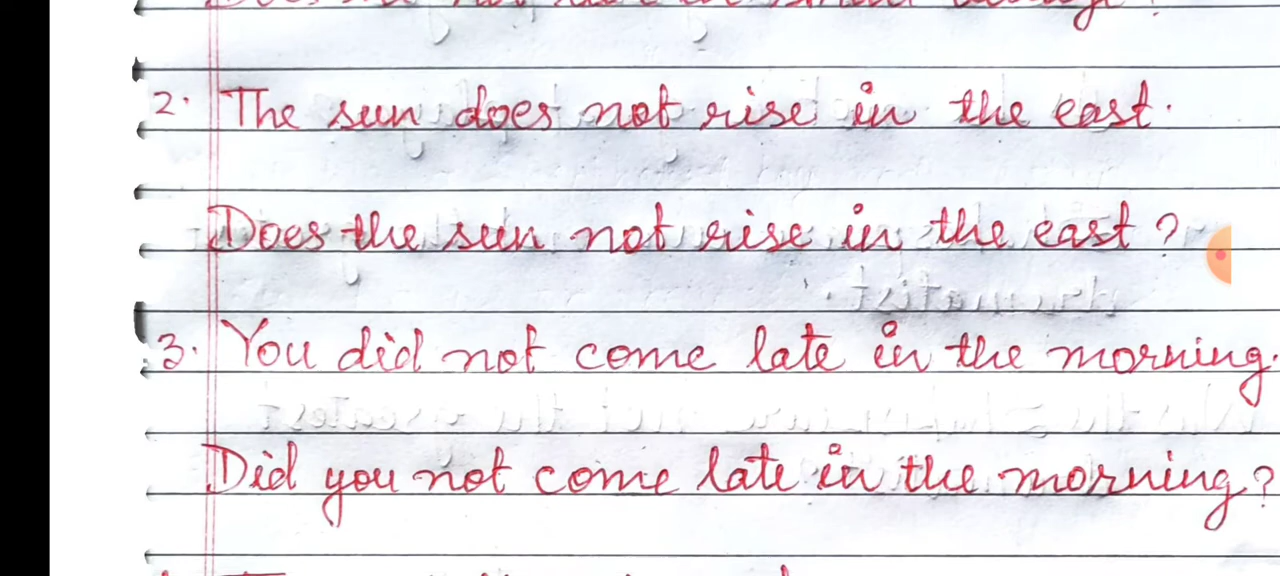 2. The sun does not rise in the east.
Does the sun not rise in the east?
3. You did not come late in the morning.
Did you not come late in the morning?